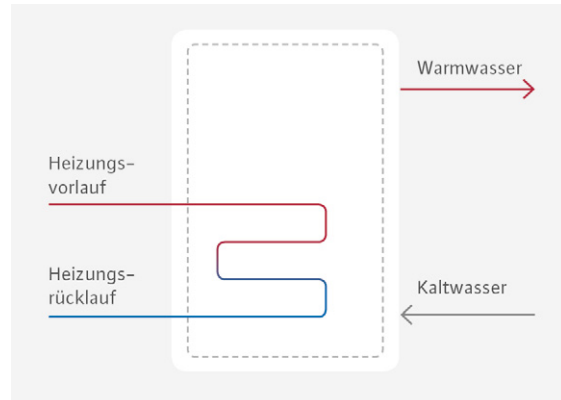 Warmwasser
Heizungs-
vorlauf
Heizungs-
rücklauf
Kaltwasser